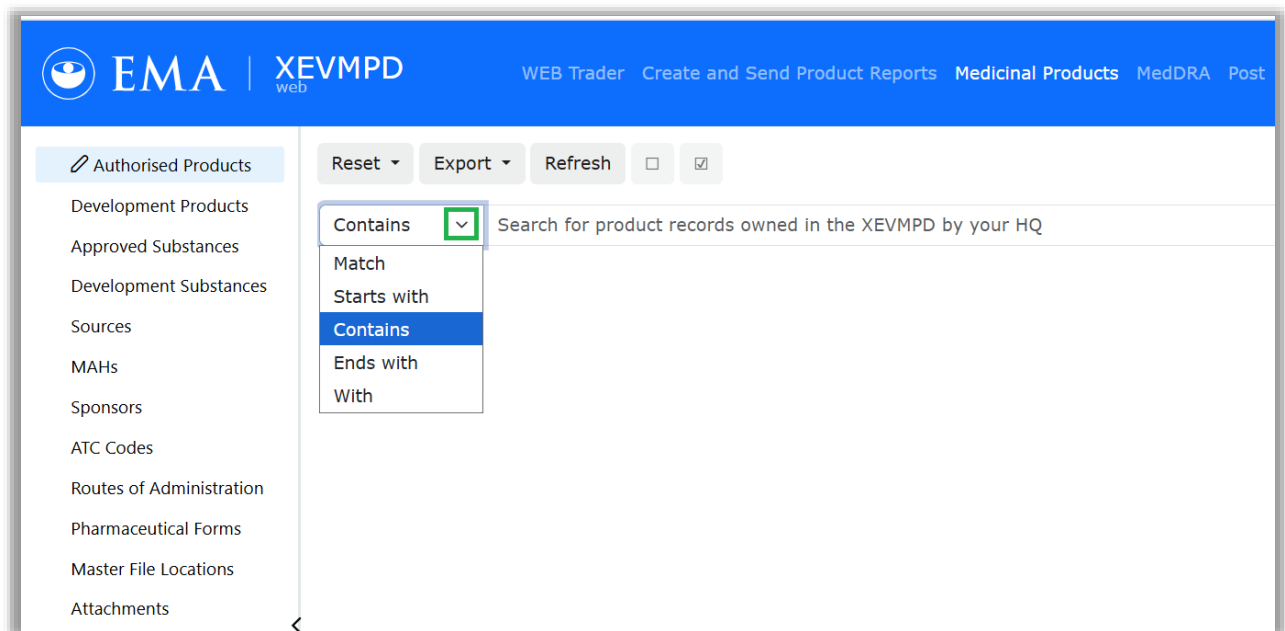 EMA | XEVMPD
web
WEB Trader Create and Send Product Reports Medicinal Products MedDRA Post
Authorised Products
Development Products
Approved Substances
Development Substances
Sources
MAHs
Sponsors
ATC Codes
Routes of Administration
Pharmaceutical Forms
Master File Locations
Attachments
Reset Export Refresh
Contains Search for product records owned in the XEVMPD by your HQ
Match
Starts with
Contains
Ends with
With